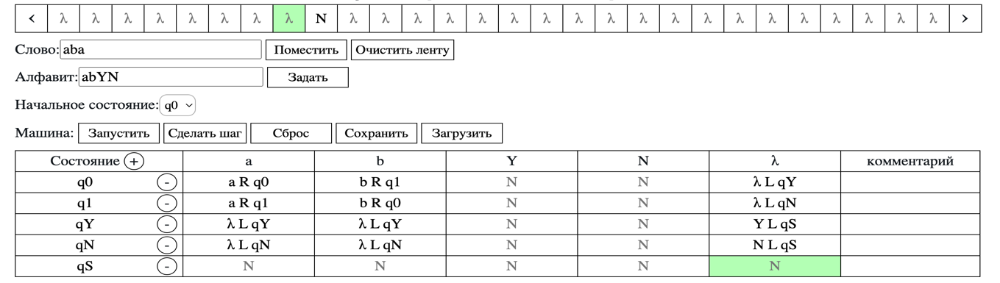 < λ λ λ λ λ λ λ λ N λ λ λ λ λ λ λ λ λ λ λ λ λ λ λ λ λ λ λ >
Слово: aba Поместить Очистить ленту
Алфавит: abYN Задать
Начальное состояние: q0
Машина: Запустить Сделать шаг Сброс Сохранить Загрузить
Состояние + a b Y N λ комментарий
q0 - a R q0 b R q1 N N λ L qY
q1 - a R q1 b R q0 N N λ L qN
qY - λ L qY λ L qY N N Y L qS
qN - λ L qN λ L qN N N N L qS
qS - N N N N N